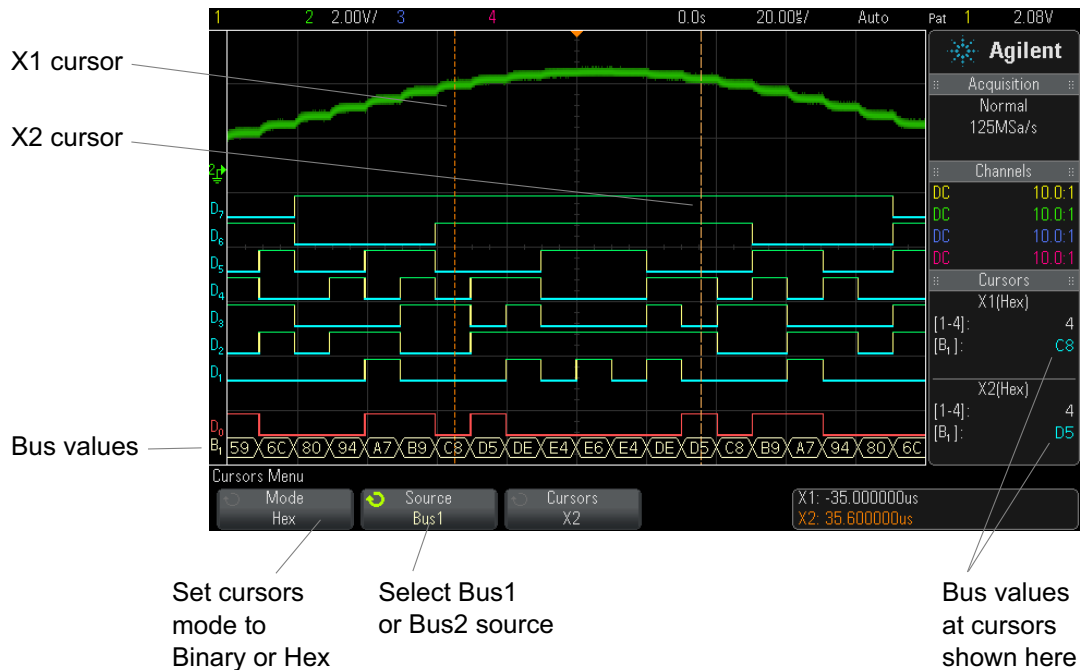 1 2 2.00V/ 3 4 0.0s 20.00㎲/ Auto Pat 1 2.08V
X1 cursor
X2 cursor
Agilent
Acquisition
Normal
125MSa/s
Channels
DC 10.0:1
DC 10.0:1
DC 10.0:1
DC 10.0:1
Cursors
X1(Hex)
[1-4]: 4
[B1]: C8
X2(Hex)
[1-4]: 4
[B1]: D5
2
D7
D6
D5
D4
D3
D2
D1
D0
Bus values
B1 59 6C 80 94 A7 B9 C8 D5 DE E4 E6 E4 DE D5 C8 B9 A7 94 80 6C
Cursors Menu
Mode
Hex
Source
Bus1
Cursors
X2
X1: -35.000000us
X2: 35.600000us
Set cursors
mode to
Binary or Hex
Select Bus1
or Bus2 source
Bus values
at cursors
shown here